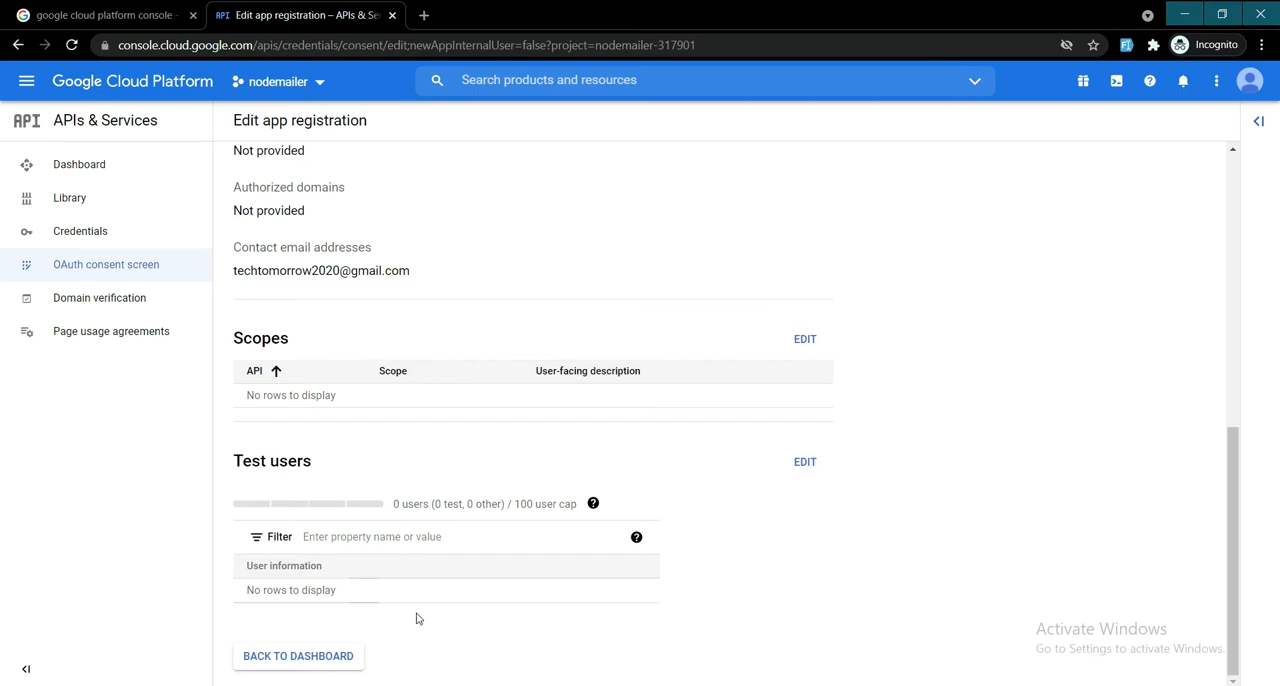 google cloud platform console -
Edit app registration – APIs & Se
console.cloud.google.com/apis/credentials/consent/edit;newAppInternalUser=false?project=nodemailer-317901
Incognito
Google Cloud Platform
nodemailer
Search products and resources
API APIs & Services
Edit app registration
Dashboard
Library
Credentials
OAuth consent screen
Domain verification
Page usage agreements
Not provided
Authorized domains
Not provided
Contact email addresses
techtomorrow2020@gmail.com
Scopes
EDIT
API Scope User-facing description
No rows to display
Test users
EDIT
0 users (0 test, 0 other) / 100 user cap
Filter Enter property name or value
User information
No rows to display
BACK TO DASHBOARD
Activate Windows
Go to Settings to activate Windows.